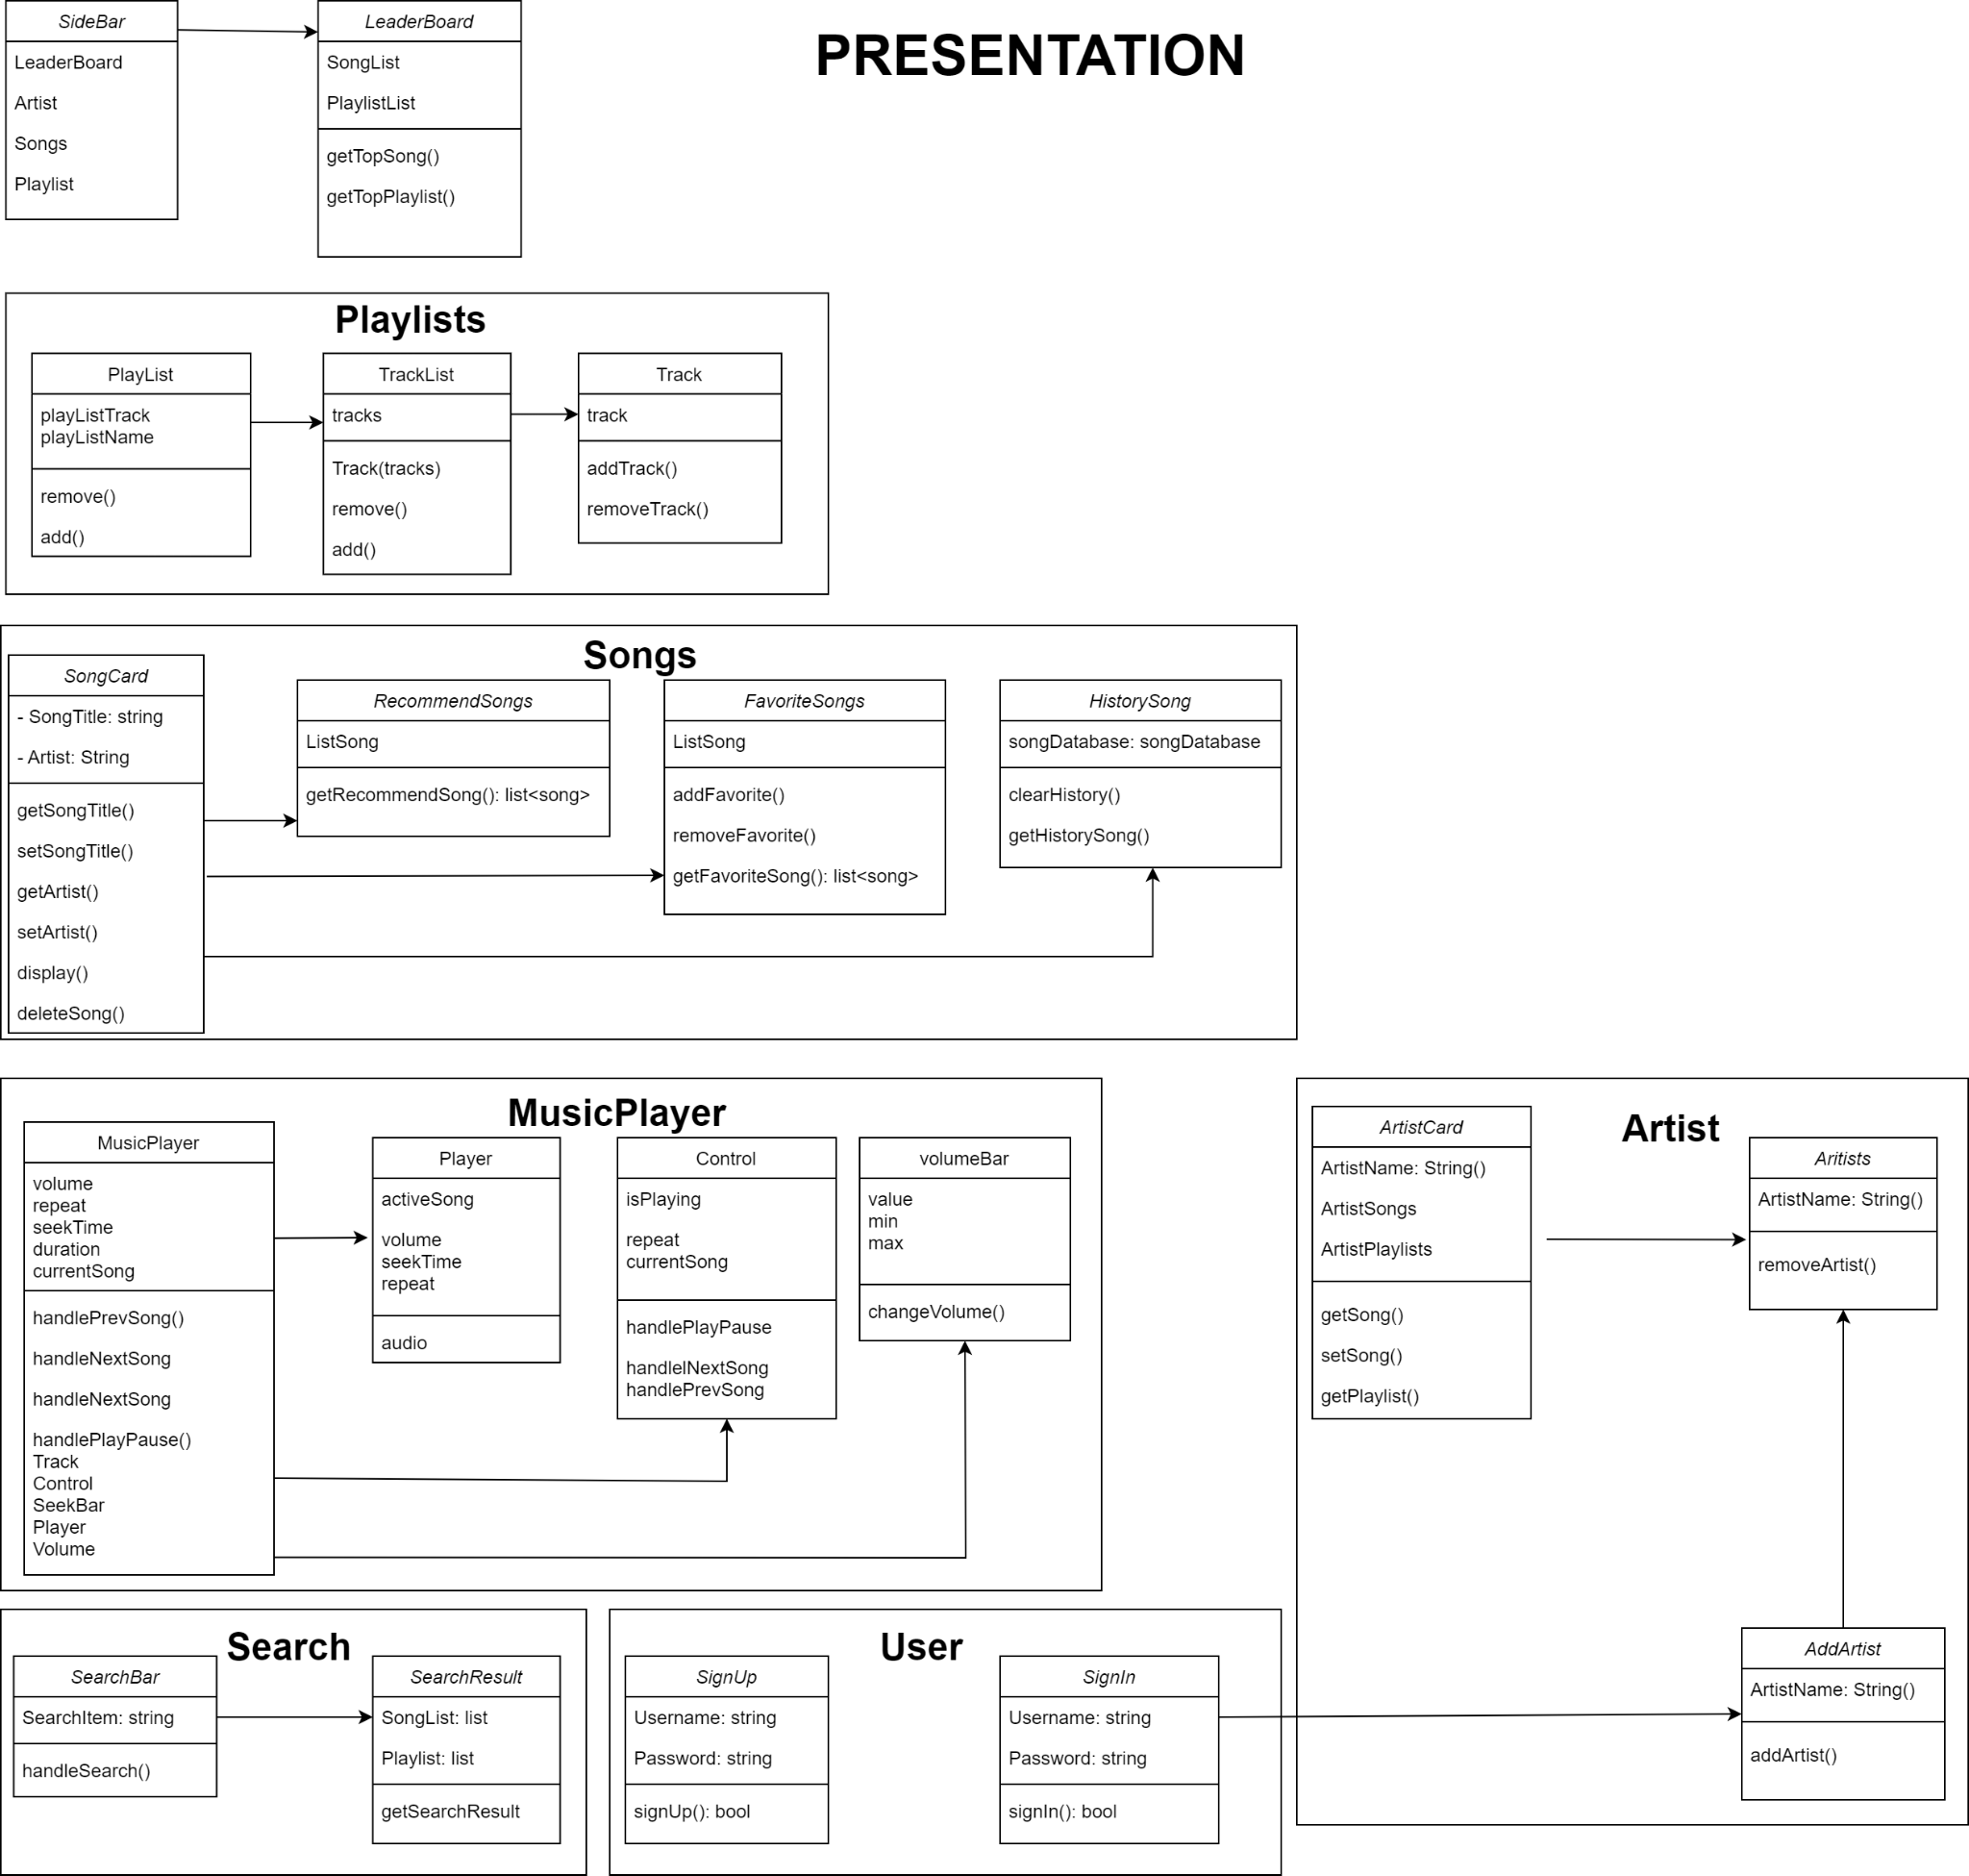 PRESENTATION
SideBar
LeaderBoard
Artist
Songs
Playlist
LeaderBoard
SongList
PlaylistList
getTopSong()
getTopPlaylist()
Playlists
PlayList
playListTrack
playListName
remove()
add()
TrackList
tracks
Track(tracks)
remove()
add()
Track
track
addTrack()
removeTrack()
Songs
SongCard
- SongTitle: string
- Artist: String
getSongTitle()
setSongTitle()
getArtist()
setArtist()
display()
deleteSong()
RecommendSongs
ListSong
getRecommendSong(): list<song>
FavoriteSongs
ListSong
addFavorite()
removeFavorite()
getFavoriteSong(): list<song>
HistorySong
songDatabase: songDatabase
clearHistory()
getHistorySong()
MusicPlayer
MusicPlayer
volume
repeat
seekTime
duration
currentSong
handlePrevSong()
handleNextSong
handleNextSong
handlePlayPause()
Track
Control
SeekBar
Player
Volume
Player
activeSong
volume
seekTime
repeat
audio
Control
isPlaying
repeat
currentSong
handlePlayPause
handlelNextSong
handlePrevSong
volumeBar
value
min
max
changeVolume()
Artist
ArtistCard
ArtistName: String()
ArtistSongs
ArtistPlaylists
getSong()
setSong()
getPlaylist()
Aritists
ArtistName: String()
removeArtist()
AddArtist
ArtistName: String()
addArtist()
Search
SearchBar
SearchItem: string
handleSearch()
SearchResult
SongList: list
Playlist: list
getSearchResult
User
SignUp
Username: string
Password: string
signUp(): bool
SignIn
Username: string
Password: string
signIn(): bool